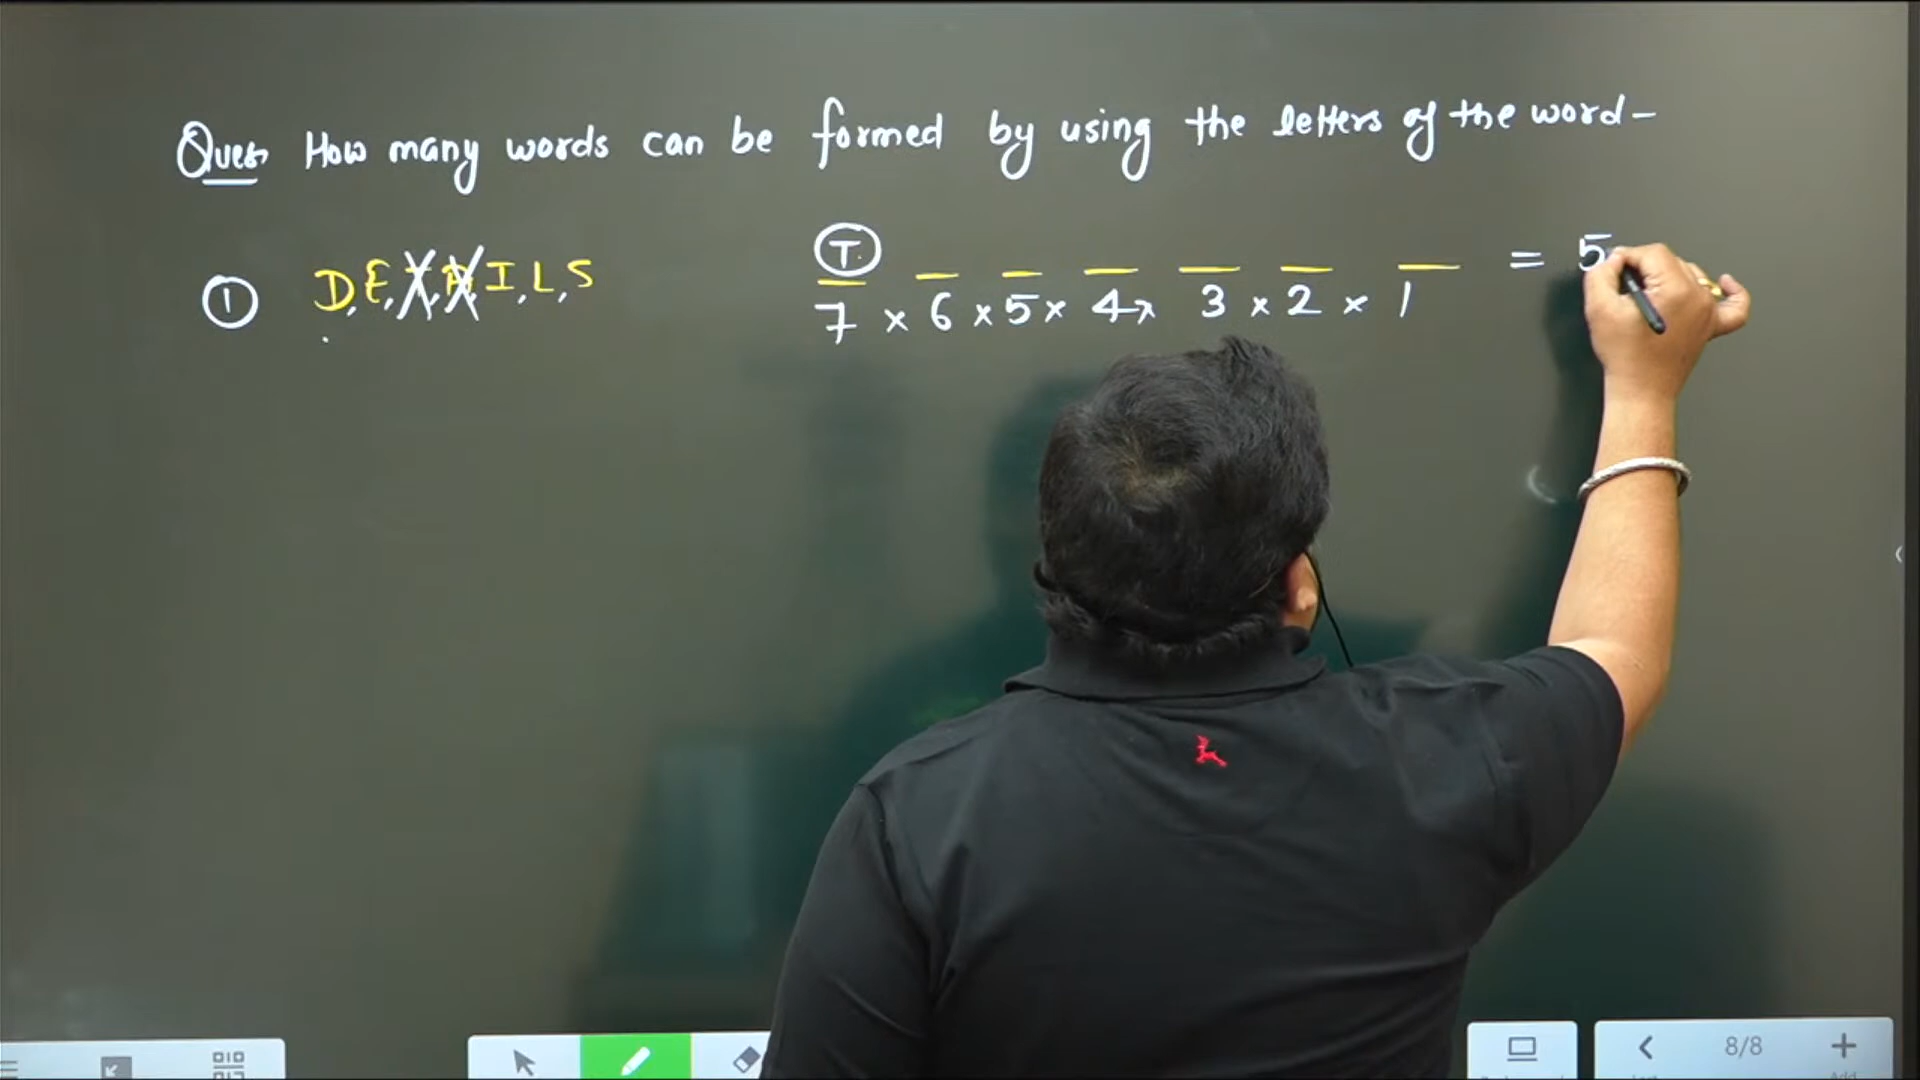 Ques How many words can be formed by using the letters of the word-
① D, E, T, A, I, L, S
T
7 × 6 × 5 × 4 × 3 × 2 × 1 = 5
8/8